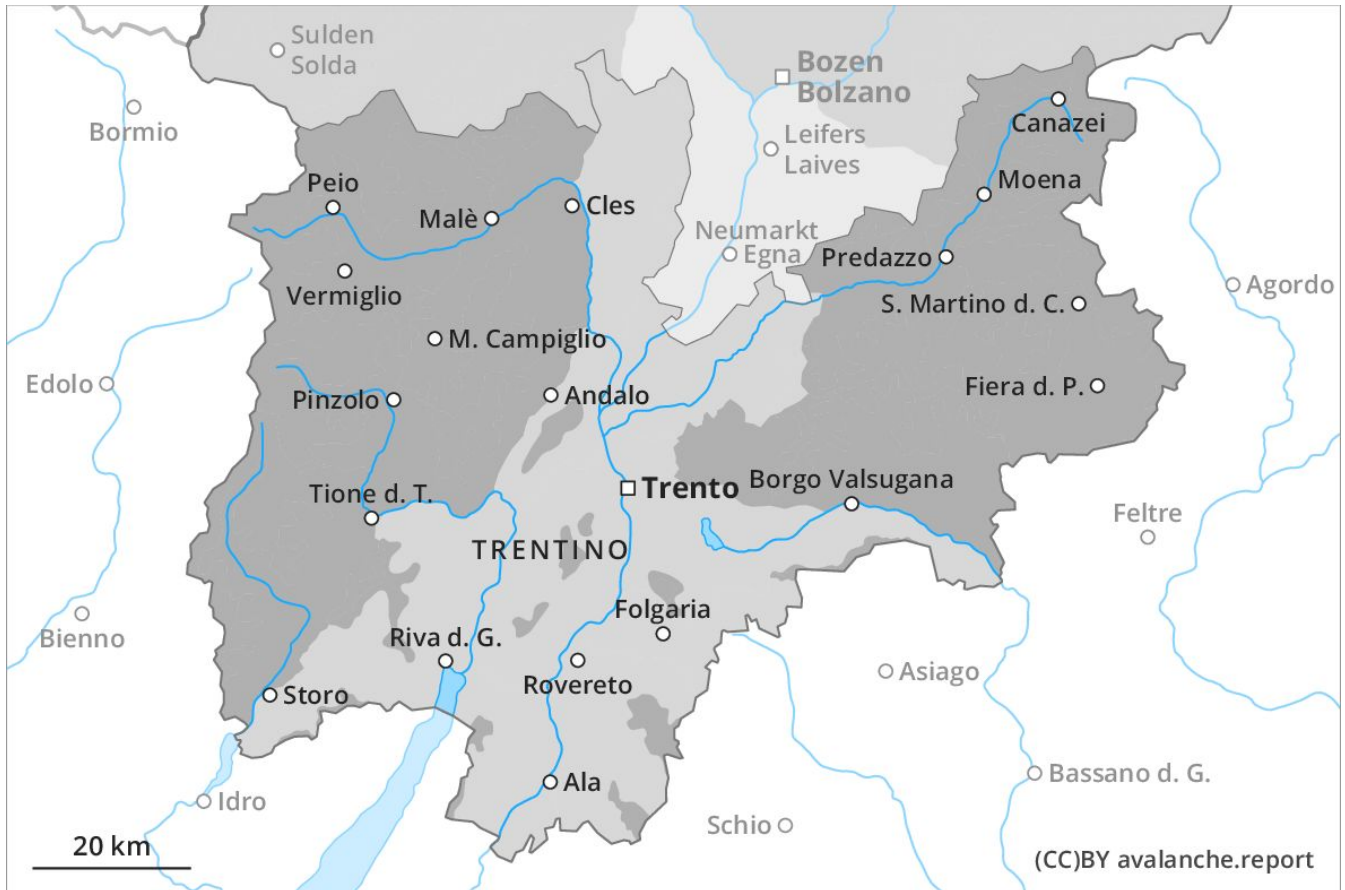 Sulden
Solda
Bozen
Bolzano
Bormio
Canazei
Leifers
Laives
Peio
Moena
Malè
Cles
Neumarkt
Egna
Predazzo
Vermiglio
Agordo
S. Martino d. C.
M. Campiglio
Edolo
Pinzolo
Andalo
Fiera d. P.
Trento
Borgo Valsugana
Tione d. T.
Feltre
TRENTINO
Folgaria
Bienno
Riva d. G.
Asiago
Rovereto
Storo
Bassano d. G.
Ala
Idro
Schio
20 km
(CC)BY avalanche.report